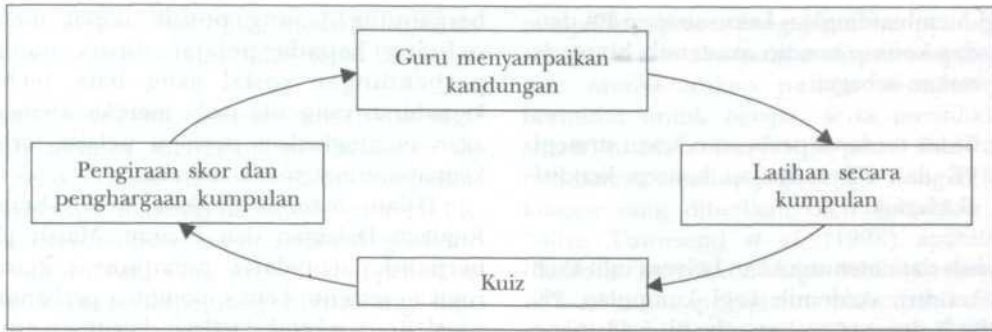 Guru menyampaikan
kandungan
Pengiraan skor dan
penghargaan kumpulan
Latihan secara
kumpulan
Kuiz